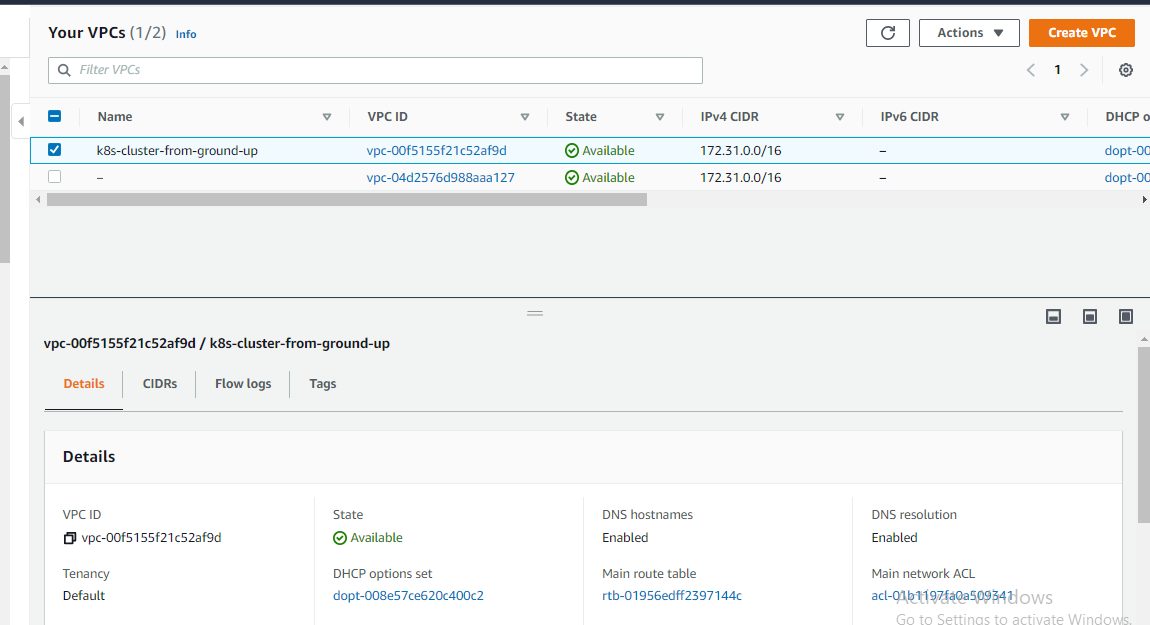 Your VPCs (1/2) Info
Actions
Create VPC
Filter VPCs
1
Name VPC ID State IPv4 CIDR IPv6 CIDR DHCP o
k8s-cluster-from-ground-up vpc-00f5155f21c52af9d Available 172.31.0.0/16 – dopt-00
– vpc-04d2576d988aaa127 Available 172.31.0.0/16 – dopt-00
vpc-00f5155f21c52af9d / k8s-cluster-from-ground-up
Details CIDRs Flow logs Tags
Details
VPC ID State DNS hostnames DNS resolution
vpc-00f5155f21c52af9d Available Enabled Enabled
Tenancy DHCP options set Main route table Main network ACL
Default dopt-008e57ce620c400c2 rtb-01956edff2397144c acl-01b1197fa0a509341
Activate Windows
Go to Settings to activate Windows.